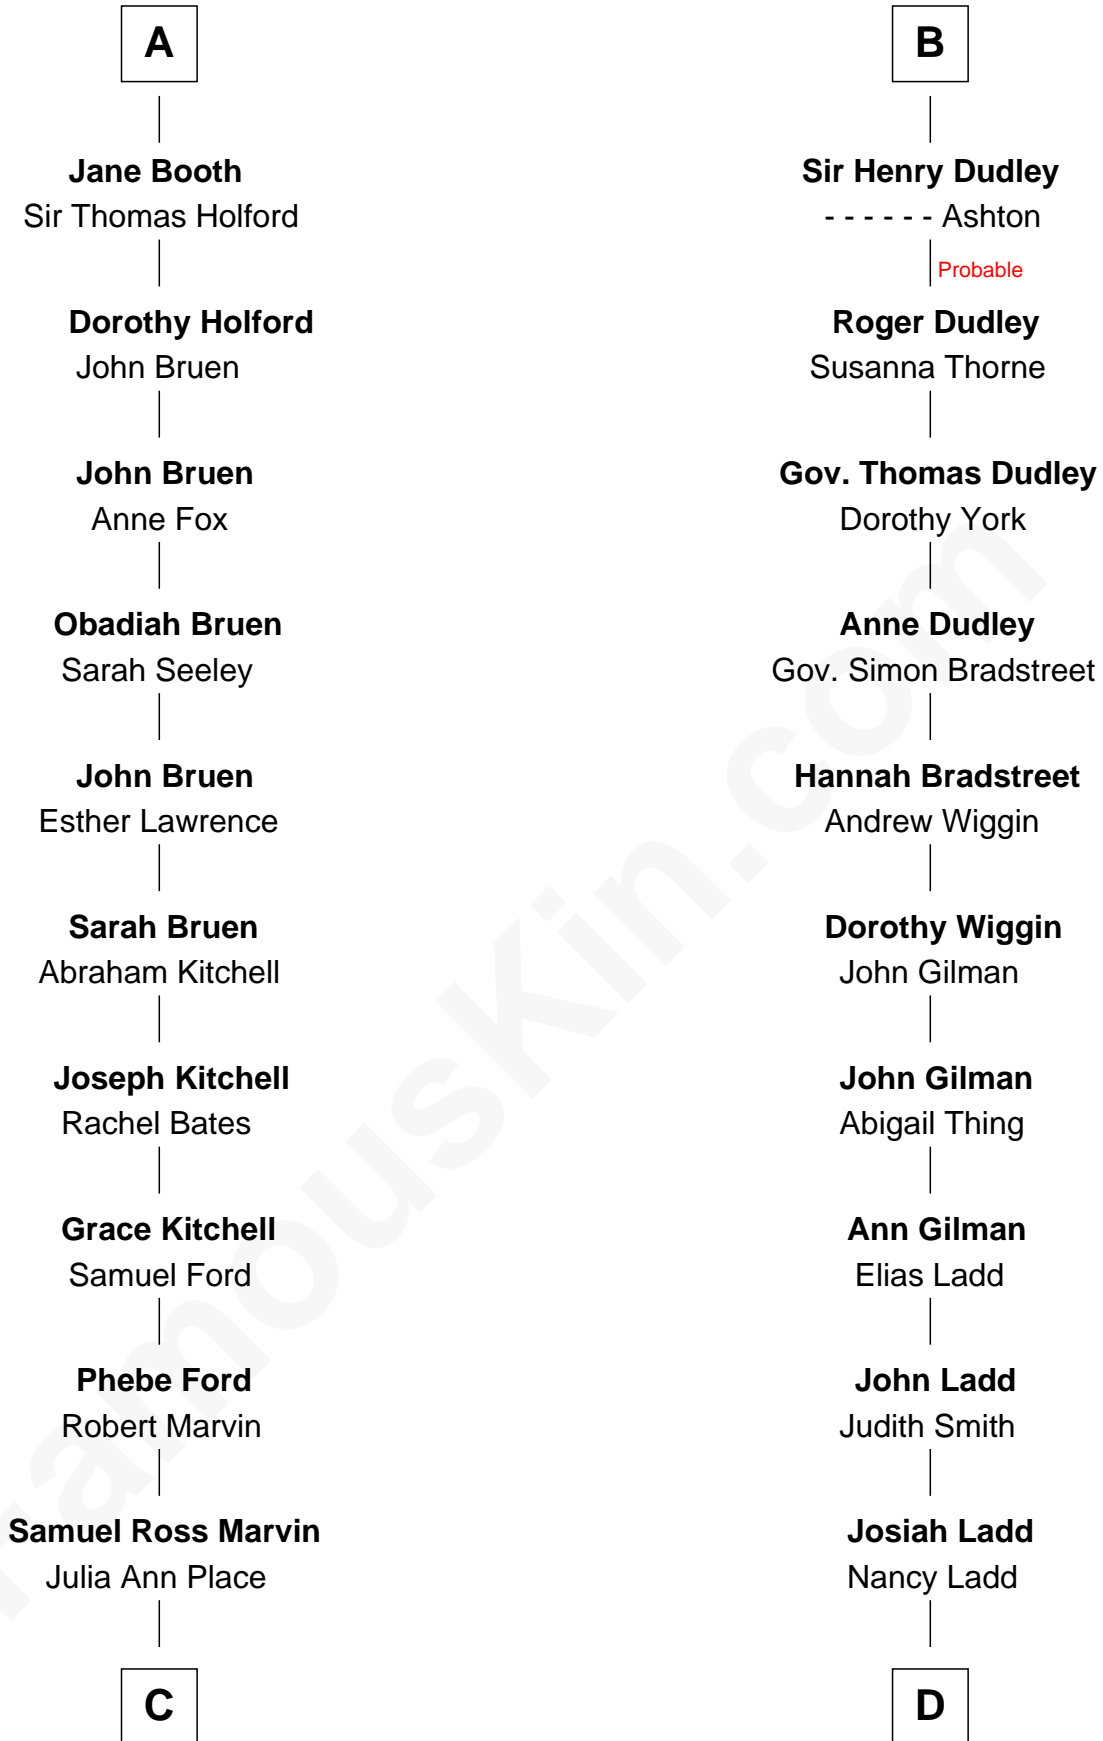 A
Jane Booth
Sir Thomas Holford
Dorothy Holford
John Bruen
John Bruen
Anne Fox
Obadiah Bruen
Sarah Seeley
John Bruen
Esther Lawrence
Sarah Bruen
Abraham Kitchell
Joseph Kitchell
Rachel Bates
Grace Kitchell
Samuel Ford
Phebe Ford
Robert Marvin
Samuel Ross Marvin
Julia Ann Place
C
B
Sir Henry Dudley
- - - - - - Ashton
Probable
Roger Dudley
Susanna Thorne
Gov. Thomas Dudley
Dorothy York
Anne Dudley
Gov. Simon Bradstreet
Hannah Bradstreet
Andrew Wiggin
Dorothy Wiggin
John Gilman
John Gilman
Abigail Thing
Ann Gilman
Elias Ladd
John Ladd
Judith Smith
Josiah Ladd
Nancy Ladd
D
FamousKin.com